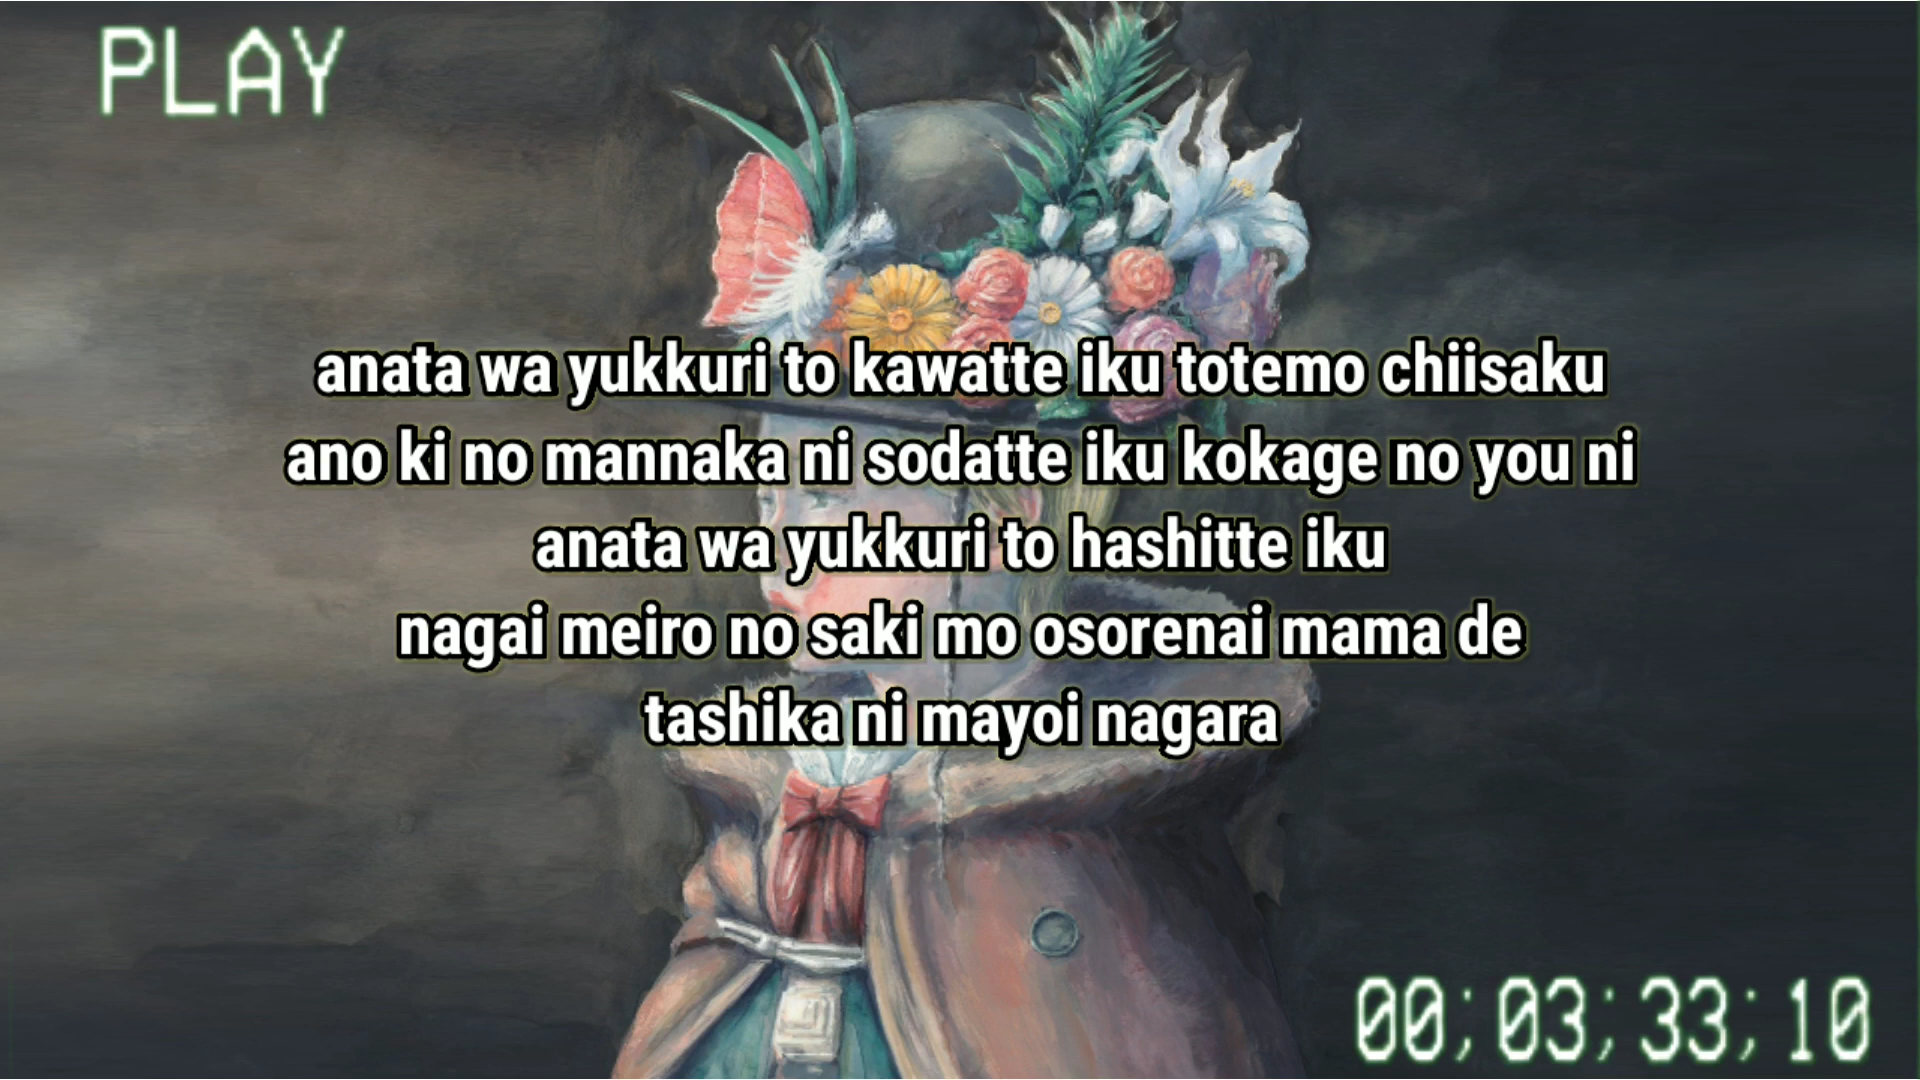 PLAY
anata wa yukkuri to kawatte iku totemo chiisaku
ano ki no mannaka ni sodatte iku kokage no you ni
anata wa yukkuri to hashitte iku
nagai meiro no saki mo osorenai mama de
tashika ni mayoi nagara
00;03;33;10